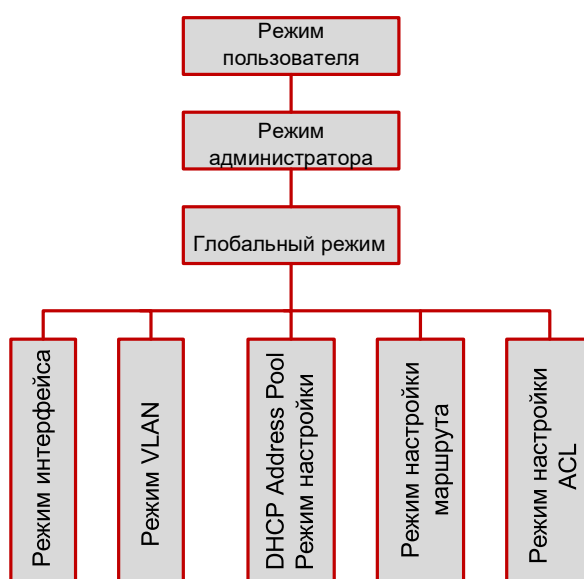 Режим
пользователя
Режим
администратора
Глобальный режим
Режим интерфейса
Режим VLAN
DHCP Address Pool
Режим настройки
Режим настройки
маршрута
Режим настройки
ACL